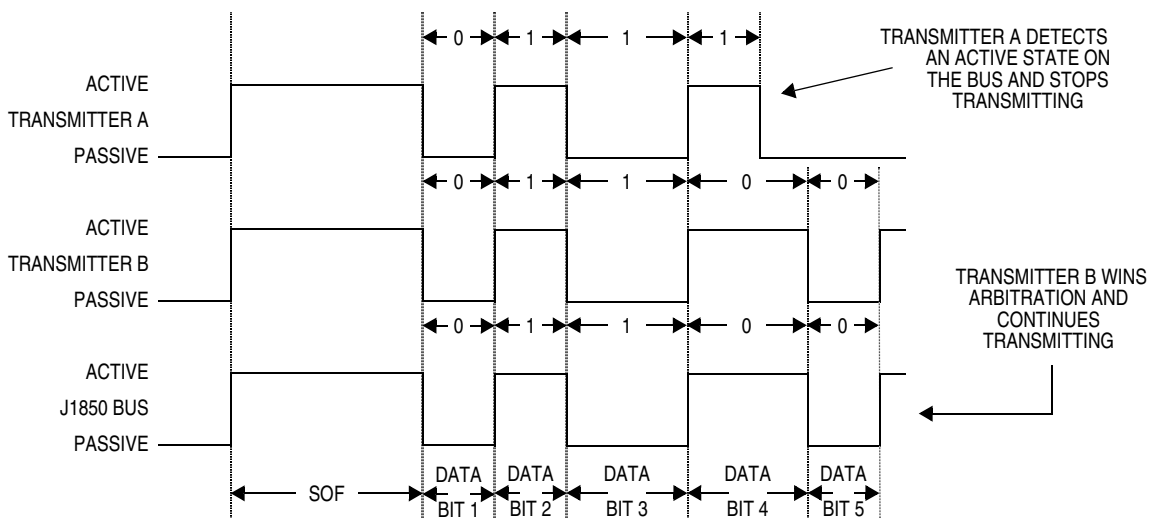 0 1 1 1
TRANSMITTER A DETECTS
AN ACTIVE STATE ON
THE BUS AND STOPS
TRANSMITTING
ACTIVE
TRANSMITTER A
PASSIVE
0 1 1 0 0
ACTIVE
TRANSMITTER B
PASSIVE
TRANSMITTER B WINS
ARBITRATION AND
CONTINUES
TRANSMITTING
0 1 1 0 0
ACTIVE
J1850 BUS
PASSIVE
SOF
DATA
BIT 1
DATA
BIT 2
DATA
BIT 3
DATA
BIT 4
DATA
BIT 5